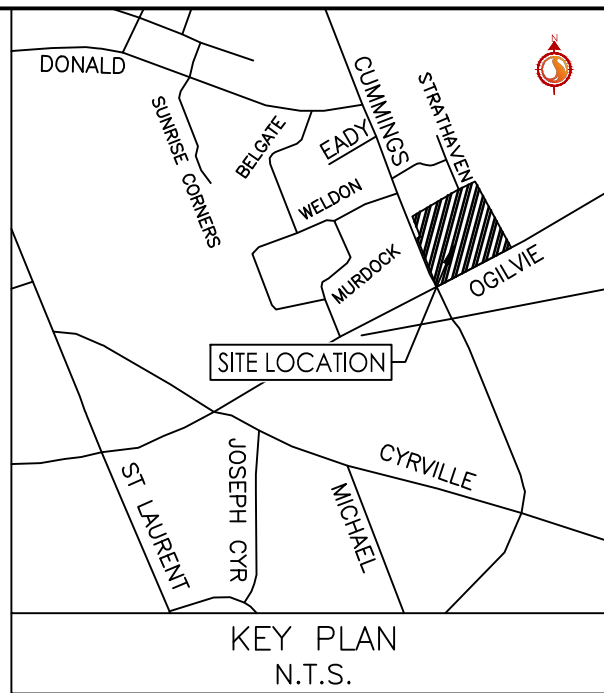 DONALD
CUMMINGS
STRATHAVEN
SUNRISE CORNERS
BELGATE
EADY
WELDON
MURDOCK
OGILVIE
SITE LOCATION
ST LAURENT
JOSEPH CYR
MICHAEL
CYRVILLE
KEY PLAN
N.T.S.